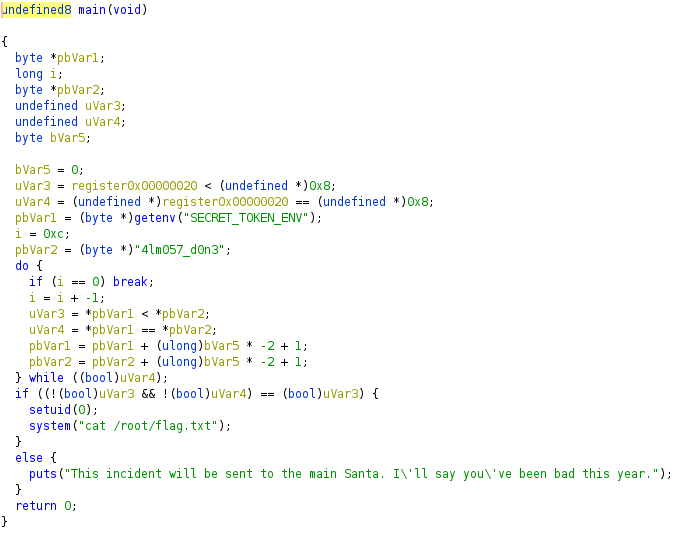 undefined8 main(void)
{
byte *pbVar1;
long i;
byte *pbVar2;
undefined uVar3;
undefined uVar4;
byte bVar5;
bVar5 = 0;
uVar3 = register0x00000020 < (undefined *)0x8;
uVar4 = (undefined *)register0x00000020 == (undefined *)0x8;
pbVar1 = (byte *)getenv("SECRET_TOKEN_ENV");
i = 0xc;
pbVar2 = (byte *)"4lm057_d0n3";
do {
if (i == 0) break;
i = i + -1;
uVar3 = *pbVar1 < *pbVar2;
uVar4 = *pbVar1 == *pbVar2;
pbVar1 = pbVar1 + (ulong)bVar5 * -2 + 1;
pbVar2 = pbVar2 + (ulong)bVar5 * -2 + 1;
} while ((bool)uVar4);
if ((!(bool)uVar3 && !(bool)uVar4) == (bool)uVar3) {
setuid(0);
system("cat /root/flag.txt");
}
else {
puts("This incident will be sent to the main Santa. I\'ll say you\'ve been bad this year.");
}
return 0;
}